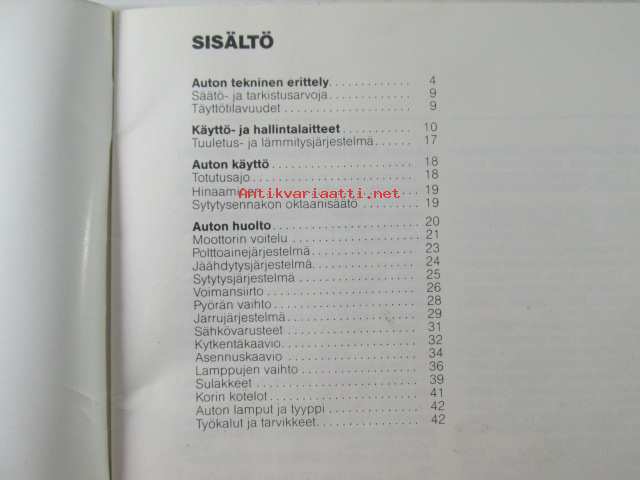 SISÄLTÖ
Auton tekninen erittely. . . . . . . . . . . . . 4
Säätö- ja tarkistusarvoja. . . . . . . . . . . . . 9
Täyttötilavuudet . . . . . . . . . . . . . . . . . . 9
Käyttö- ja hallintalaitteet . . . . . . . . . . . 10
Tuuletus- ja lämmitysjärjestelmä. . . . . . 17
Auton käyttö . . . . . . . . . . . . . . . . . . . . 18
Totutusajo . . . . . . . . . . . . . . . . . . . . . . 18
Hinaaminen . . . . . . . . . . . . . . . . . . . . . 19
Antikvariaatti.net
Sytytysennakon oktaanisäätö . . . . . . . . 19
Auton huolto. . . . . . . . . . . . . . . . . . . . 20
Moottorin voitelu . . . . . . . . . . . . . . . . . 21
Polttoainejärjestelmä. . . . . . . . . . . . . . . 23
Jäähdytysjärjestelmä. . . . . . . . . . . . . . . 24
Sytytysjärjestelmä . . . . . . . . . . . . . . . . 25
Voimansiirto . . . . . . . . . . . . . . . . . . . . 26
Pyörän vaihto . . . . . . . . . . . . . . . . . . . 28
Jarrujärjestelmä. . . . . . . . . . . . . . . . . . 29
Sähkövarusteet . . . . . . . . . . . . . . . . . . 31
Kytkentäkaavio. . . . . . . . . . . . . . . . . . . 32
Asennuskaavio . . . . . . . . . . . . . . . . . . 34
Lamppujen vaihto . . . . . . . . . . . . . . . . 36
Sulakkeet . . . . . . . . . . . . . . . . . . . . . . 39
Korin kotelot . . . . . . . . . . . . . . . . . . . . 41
Auton lamput ja tyyppi . . . . . . . . . . . . . 42
Työkalut ja tarvikkeet. . . . . . . . . . . . . . 42